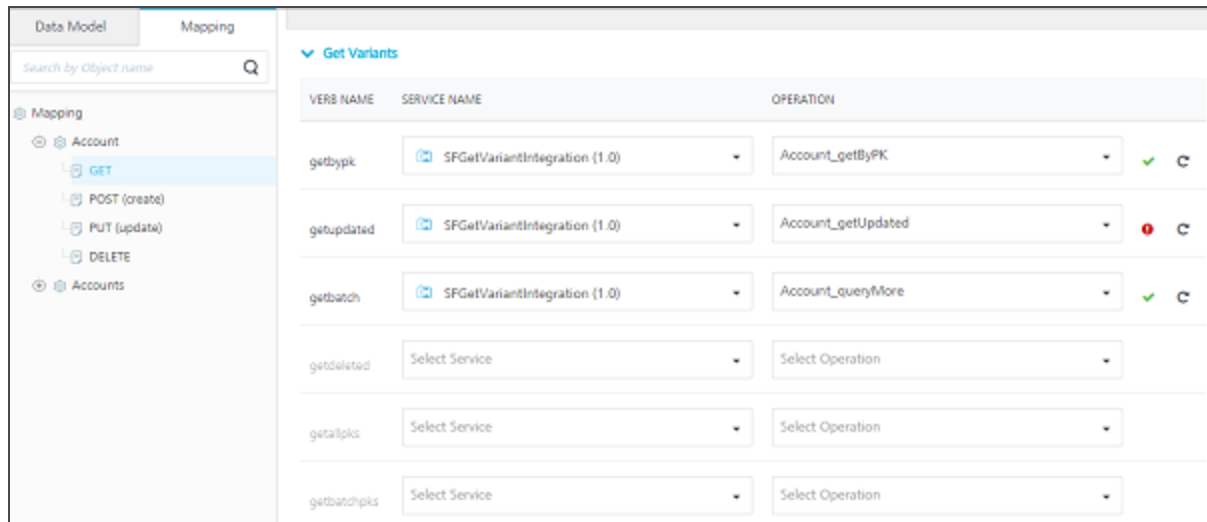 Data Model
Mapping
Search by Object name
Mapping
Account
GET
POST (create)
PUT (update)
DELETE
Accounts
Get Variants
VERB NAME SERVICE NAME OPERATION
getbypk SFGetVariantIntegration (1.0) Account_getByPK
getupdated SFGetVariantIntegration (1.0) Account_getUpdated
getbatch SFGetVariantIntegration (1.0) Account_queryMore
getdeleted Select Service Select Operation
getallpks Select Service Select Operation
getbatchpks Select Service Select Operation